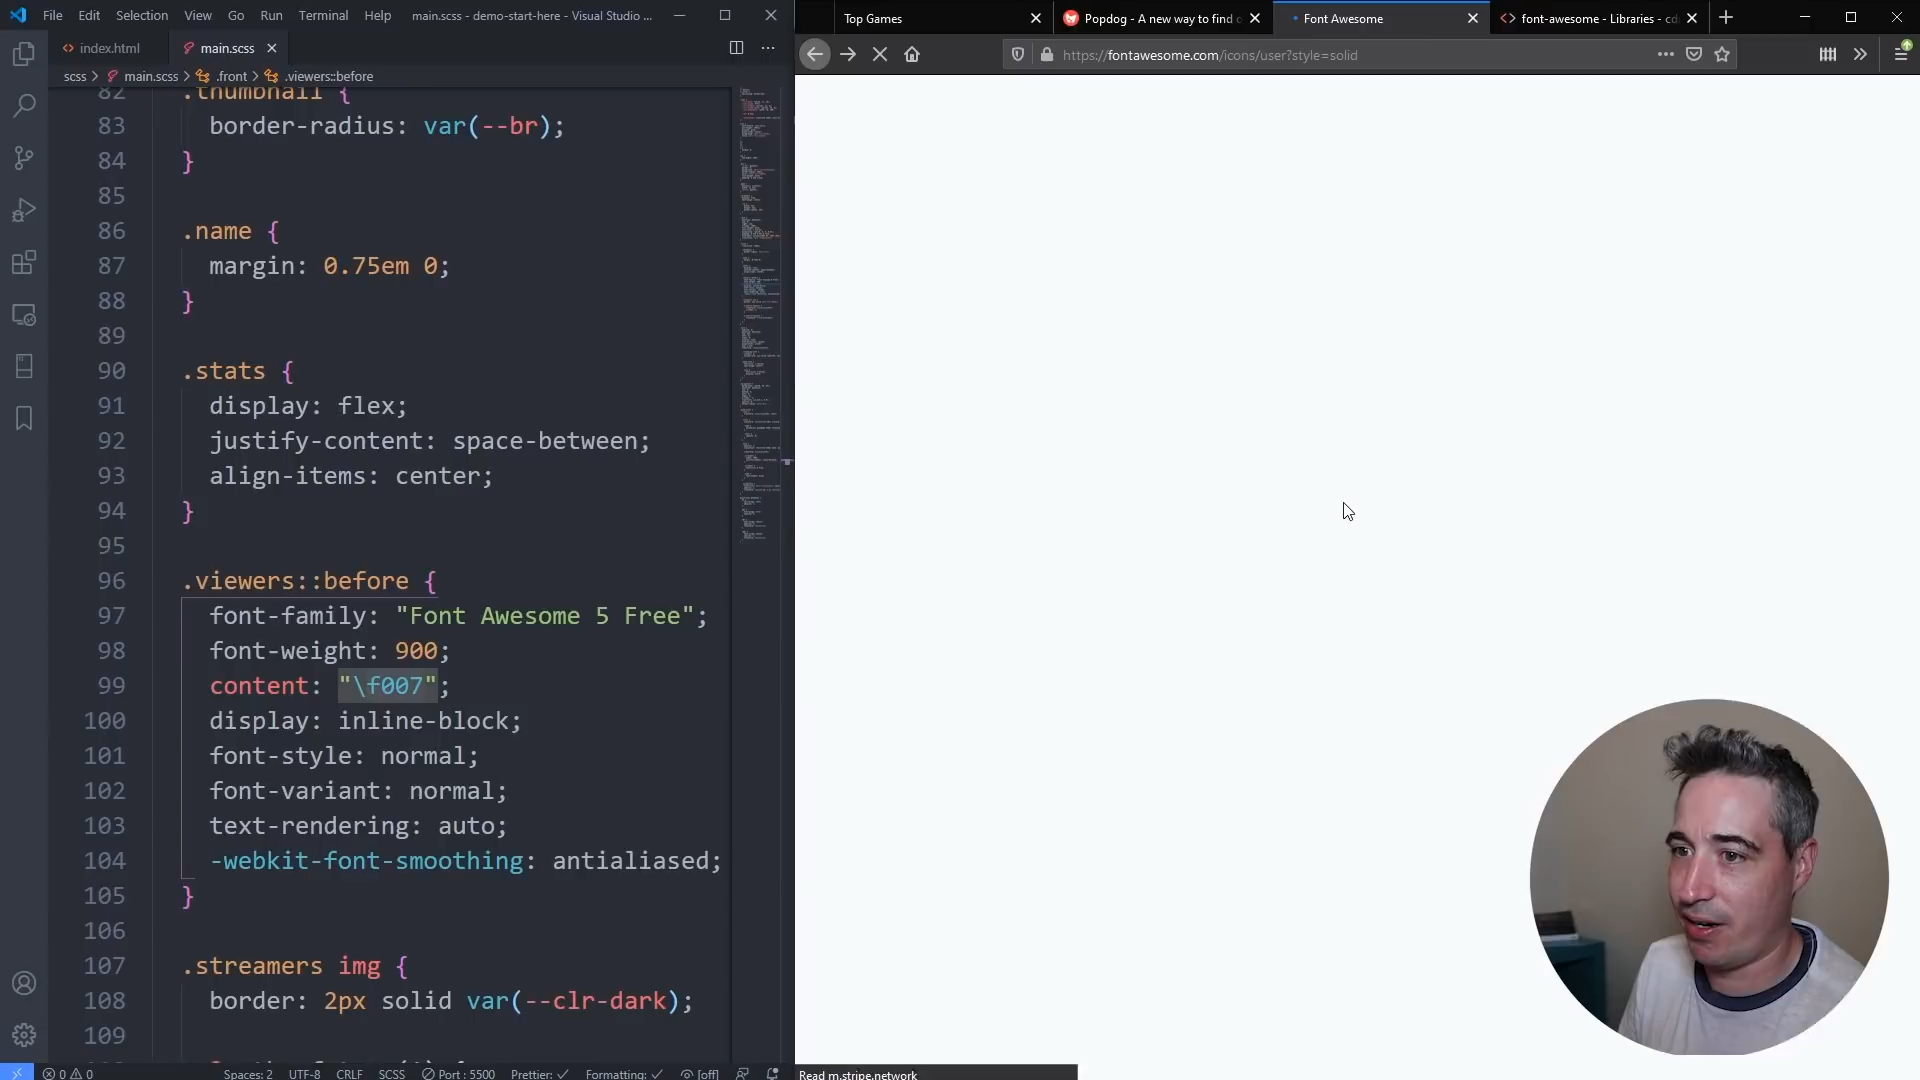 File Edit Selection View Go Run Terminal Help main.scss - demo-start-here - Visual Studio ...
index.html main.scss
scss > main.scss > .front > .viewers::before
82 .thumbnail {
83 border-radius: var(--br);
84 }
85
86 .name {
87 margin: 0.75em 0;
88 }
89
90 .stats {
91 display: flex;
92 justify-content: space-between;
93 align-items: center;
94 }
95
96 .viewers::before {
97 font-family: "Font Awesome 5 Free";
98 font-weight: 900;
99 content: "\f007";
100 display: inline-block;
101 font-style: normal;
102 font-variant: normal;
103 text-rendering: auto;
104 -webkit-font-smoothing: antialiased;
105 }
106
107 .streamers img {
108 border: 2px solid var(--clr-dark);
109
0 0 Spaces: 2 UTF-8 CRLF SCSS Port : 5500 Prettier: ✓ Formatting: ✓ [off]
Top Games Popdog - A new way to find Font Awesome font-awesome - Libraries - cd
https://fontawesome.com/icons/user?style=solid
Read m.stripe.network